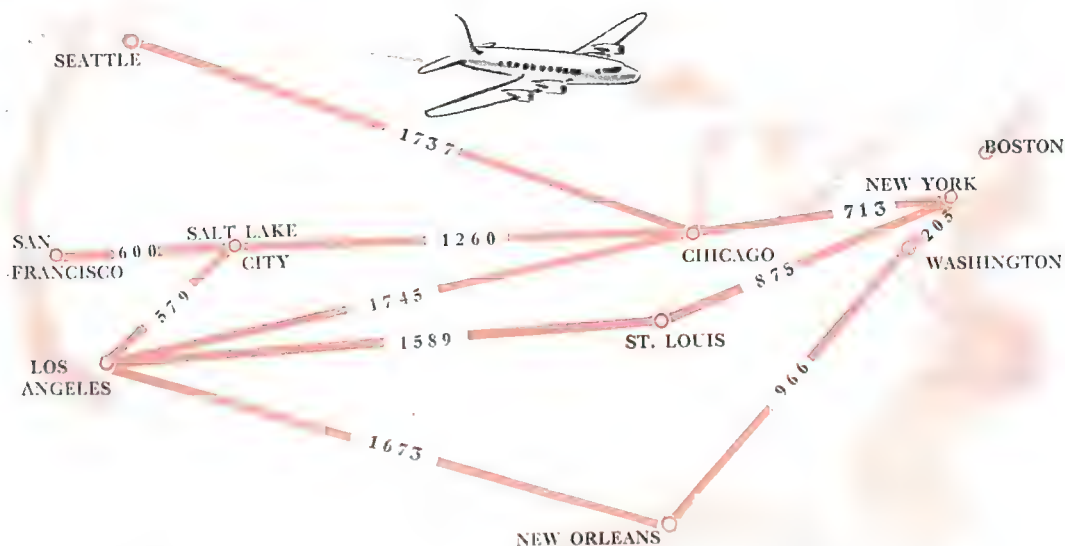 SEATTLE
1737
BOSTON
NEW YORK
713
205
SAN
FRANCISCO
600
SALT LAKE
CITY
1260
CHICAGO
WASHINGTON
579
1745
875
1589
ST. LOUIS
LOS
ANGELES
966
1673
NEW ORLEANS